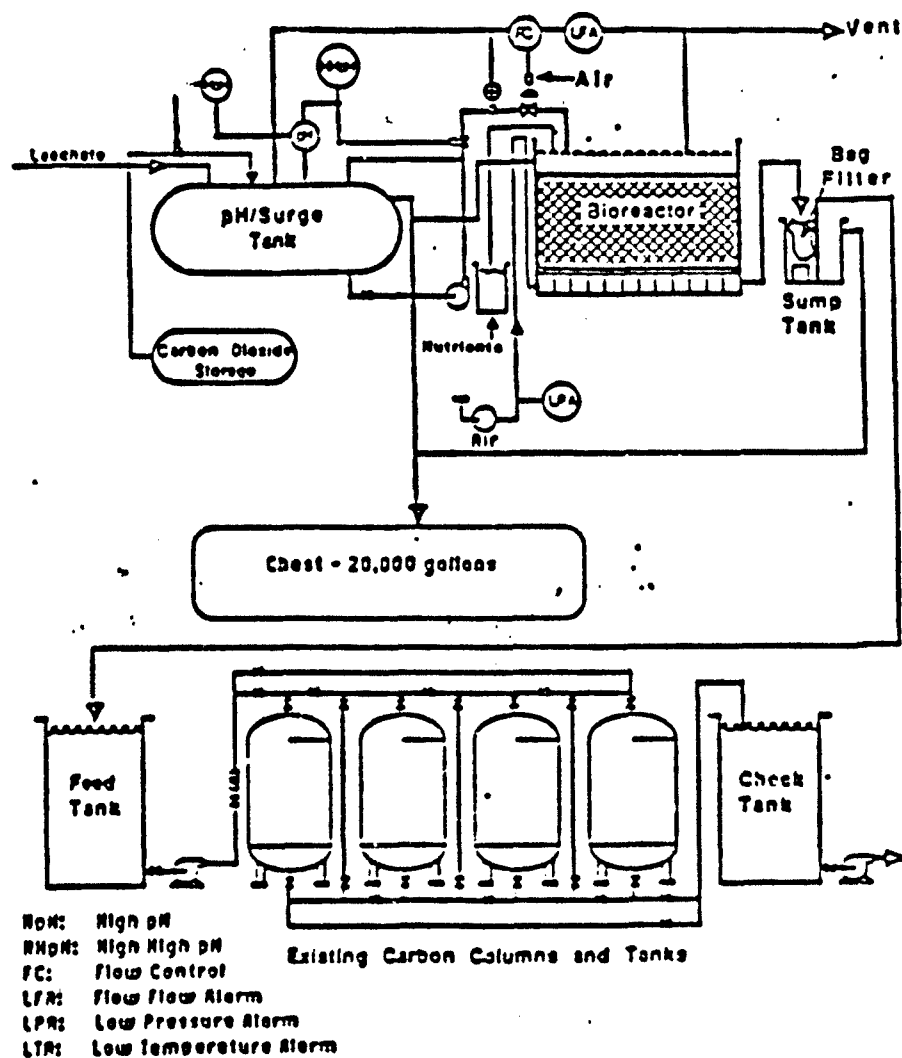 FC
LFA
Vent
Air
pH
Leachate
Bag
Filter
pH/Surge
Tank
Bioreactor
Sump
Tank
Nutrients
Carbon Dioxide
Storage
LPA
Air
Chest - 20,000 gallons
Feed
Tank
Check
Tank
HpH: High pH
HHpH: High High pH
FC: Flow Control
LFA: Flow Flow Alarm
LPA: Low Pressure Alarm
LTA: Low Temperature Alarm
Existing Carbon Columns and Tanks